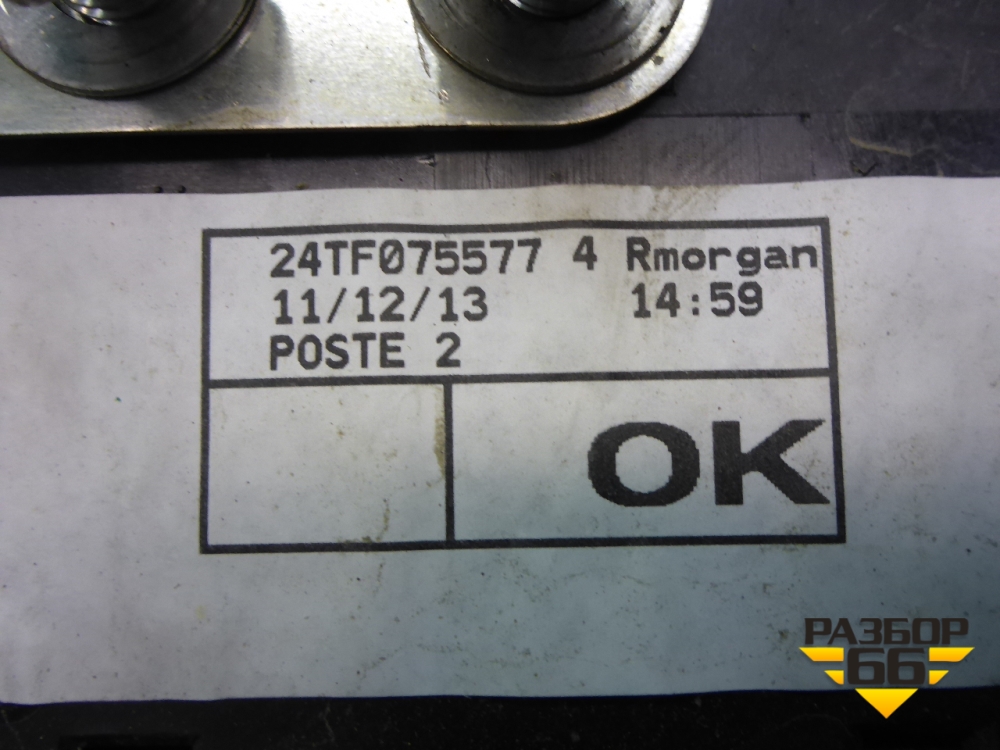 24TF075577 4 Rmorgan
11/12/13 14:59
POSTE 2
OK
РАЗБОР
66